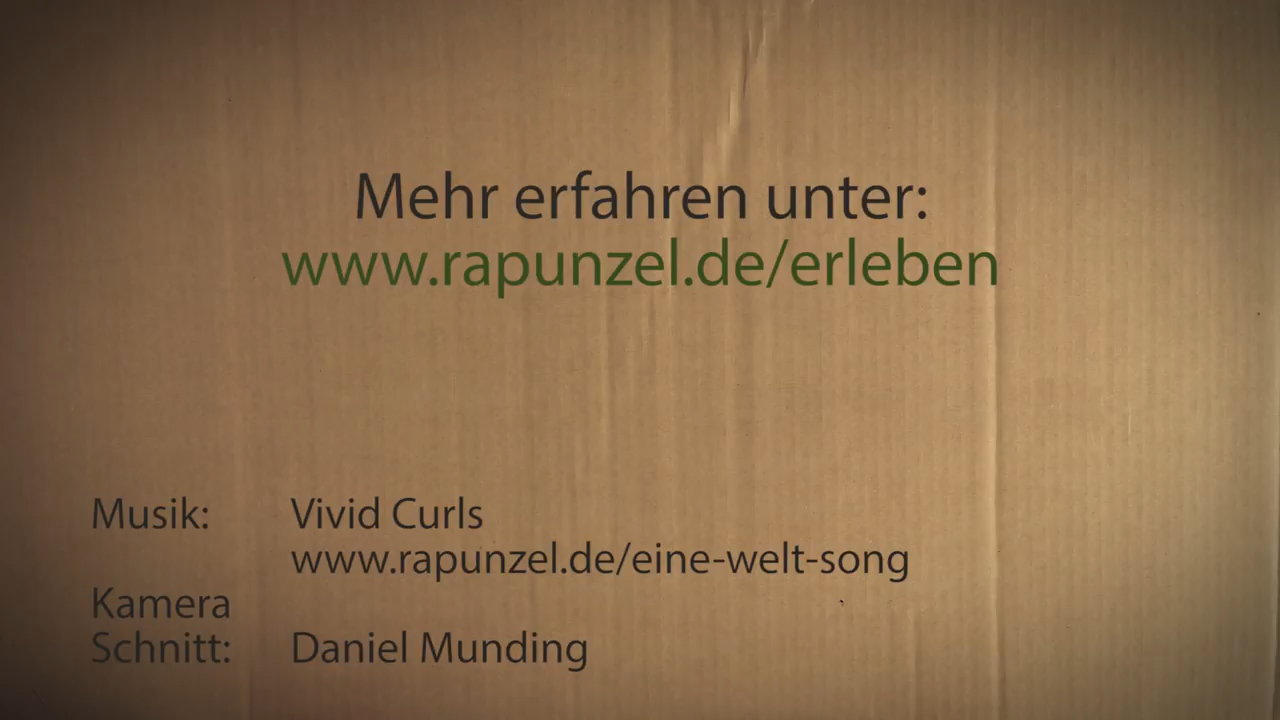 Mehr erfahren unter:
www.rapunzel.de/erleben
Musik: Vivid Curls
www.rapunzel.de/eine-welt-song
Kamera
Schnitt: Daniel Munding